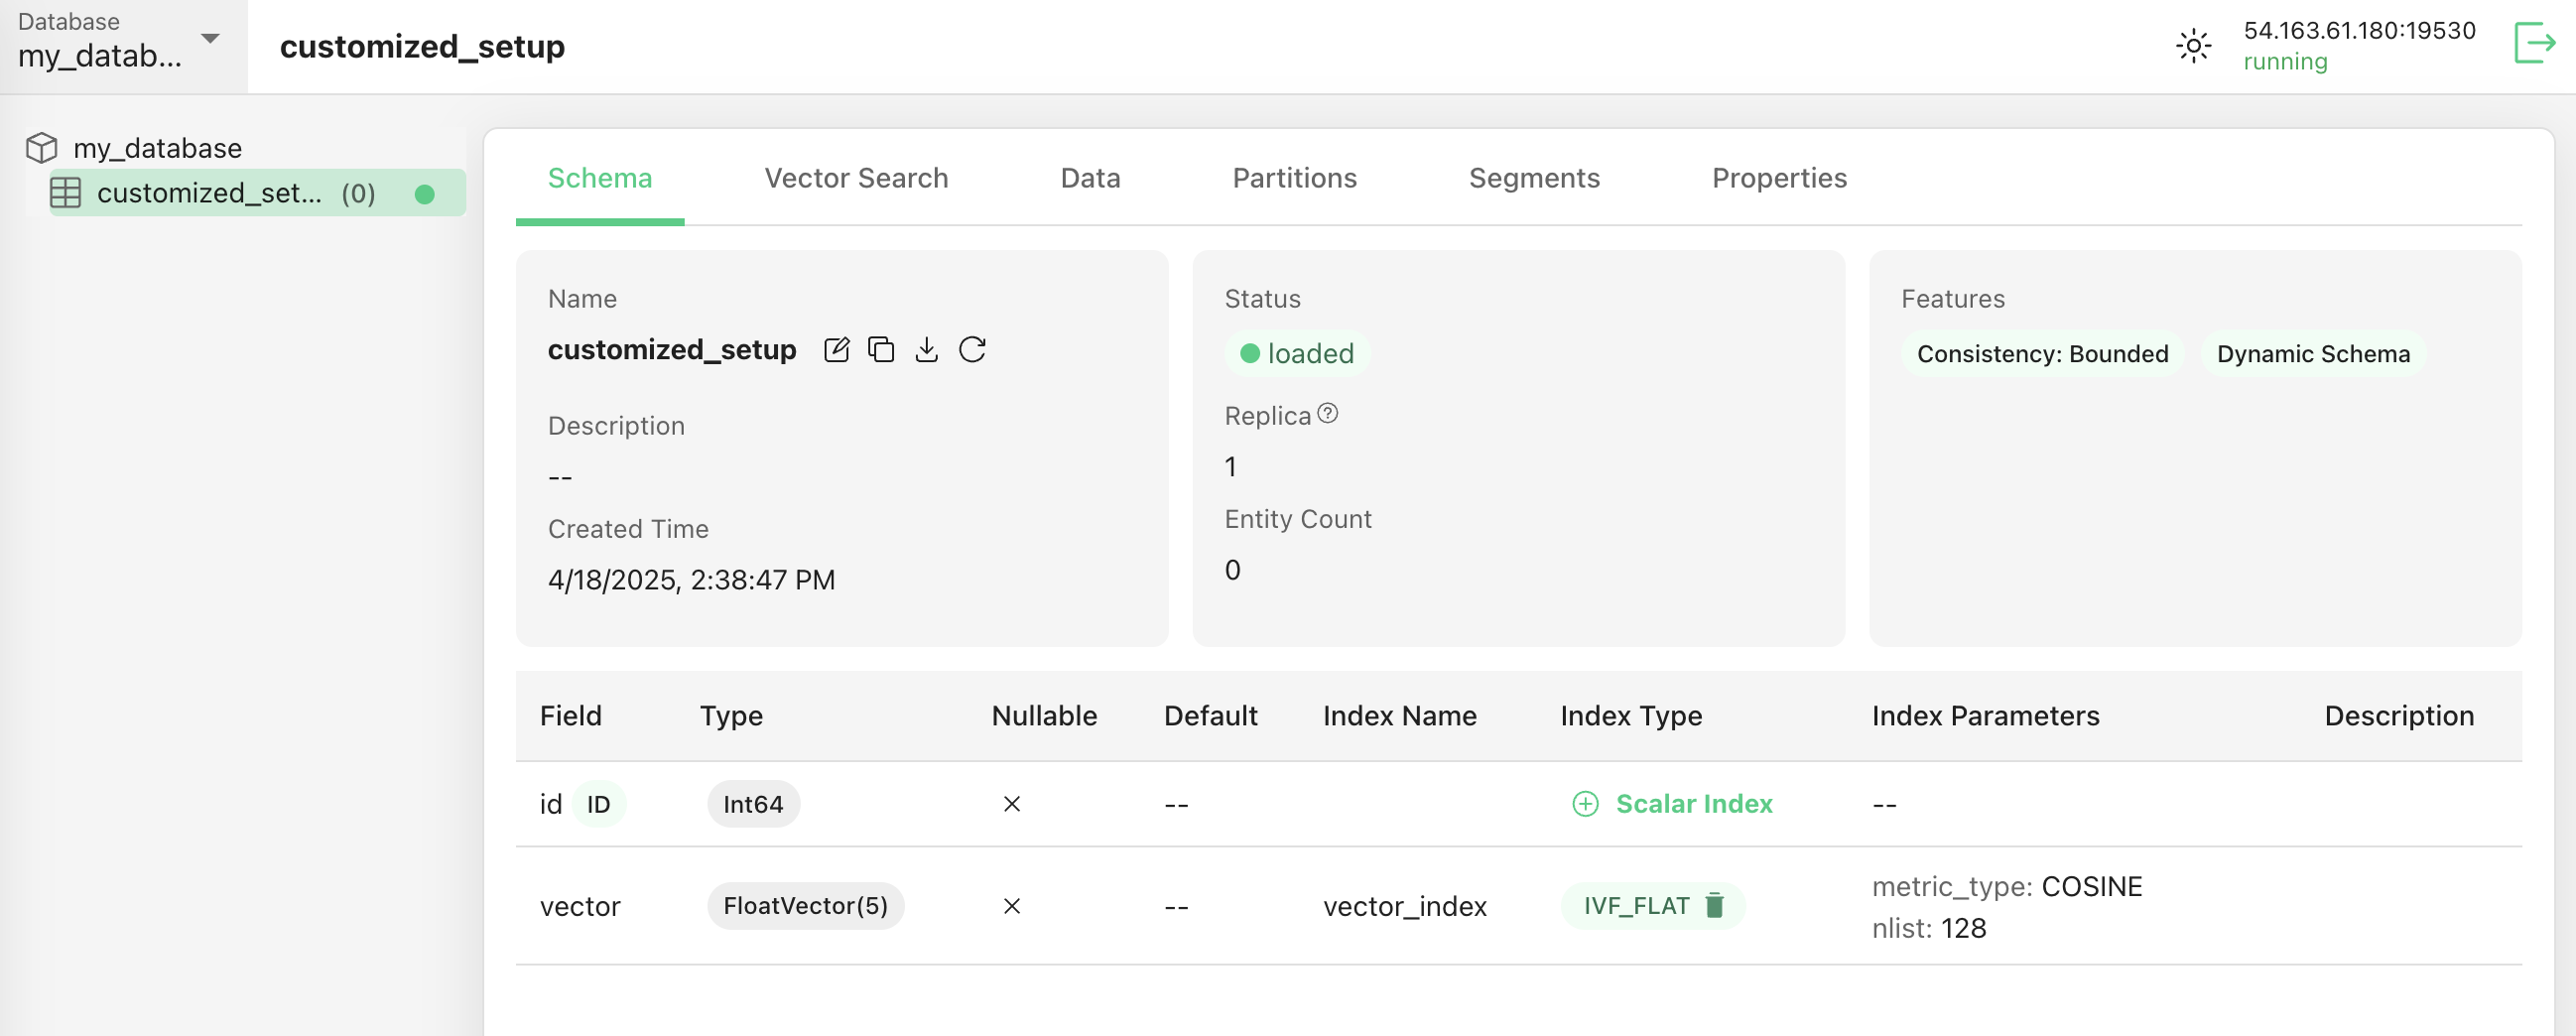 Database
my_datab...
customized_setup
54.163.61.180:19530
running
my_database
customized_set... (0)
Schema Vector Search Data Partitions Segments Properties
Name
customized_setup
Description
--
Created Time
4/18/2025, 2:38:47 PM
Status
loaded
Replica
1
Entity Count
0
Features
Consistency: Bounded Dynamic Schema
Field Type Nullable Default Index Name Index Type Index Parameters Description
id ID Int64 -- Scalar Index --
vector FloatVector(5) -- vector_index IVF_FLAT metric_type: COSINE
nlist: 128